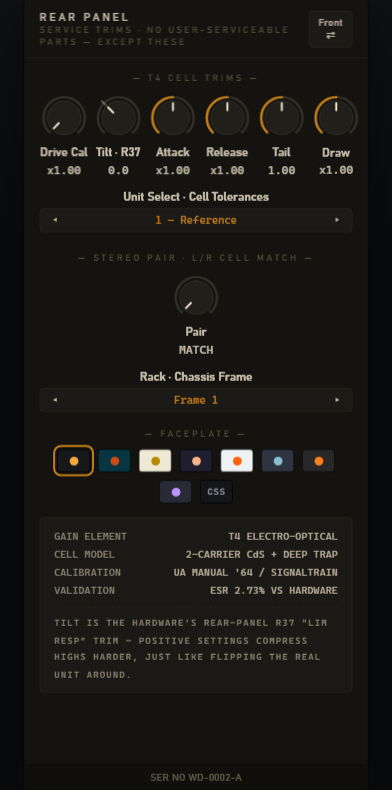 REAR PANEL
SERVICE TRIMS · NO USER-SERVICEABLE
PARTS — EXCEPT THESE
Front
⇄
— T4 CELL TRIMS —
Drive Cal Tilt · R37 Attack Release Tail Draw
x1.00 0.0 x1.00 x1.00 1.00 x1.00
Unit Select · Cell Tolerances
◂ 1 — Reference ▸
— STEREO PAIR · L/R CELL MATCH —
Pair
MATCH
Rack · Chassis Frame
◂ Frame 1 ▸
— FACEPLATE —
CSS
GAIN ELEMENT T4 ELECTRO-OPTICAL
CELL MODEL 2-CARRIER CdS + DEEP TRAP
CALIBRATION UA MANUAL '64 / SIGNALTRAIN
VALIDATION ESR 2.73% VS HARDWARE
TILT IS THE HARDWARE'S REAR-PANEL R37 "LIM
RESP" TRIM — POSITIVE SETTINGS COMPRESS
HIGHS HARDER, JUST LIKE FLIPPING THE REAL
UNIT AROUND.
SER NO WD-0002-A